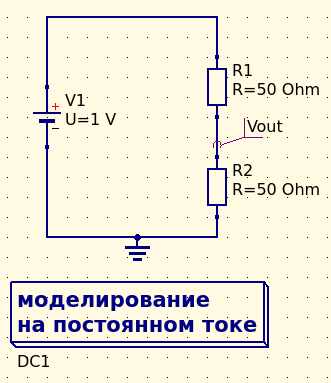 R1
R=50 Ohm
V1
U=1 V
Vout
R2
R=50 Ohm
моделирование
на постоянном токе
DC1